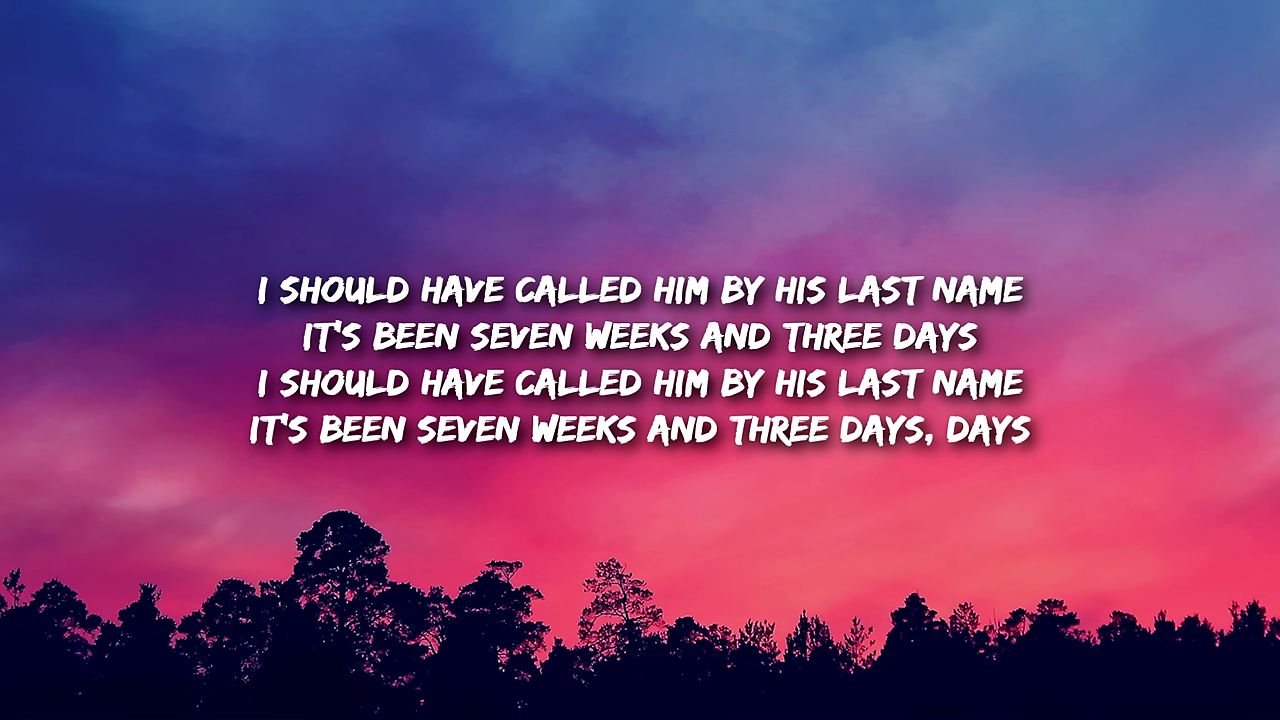 I SHOULD HAVE CALLED HIM BY HIS LAST NAME
IT'S BEEN SEVEN WEEKS AND THREE DAYS
I SHOULD HAVE CALLED HIM BY HIS LAST NAME
IT'S BEEN SEVEN WEEKS AND THREE DAYS, DAYS